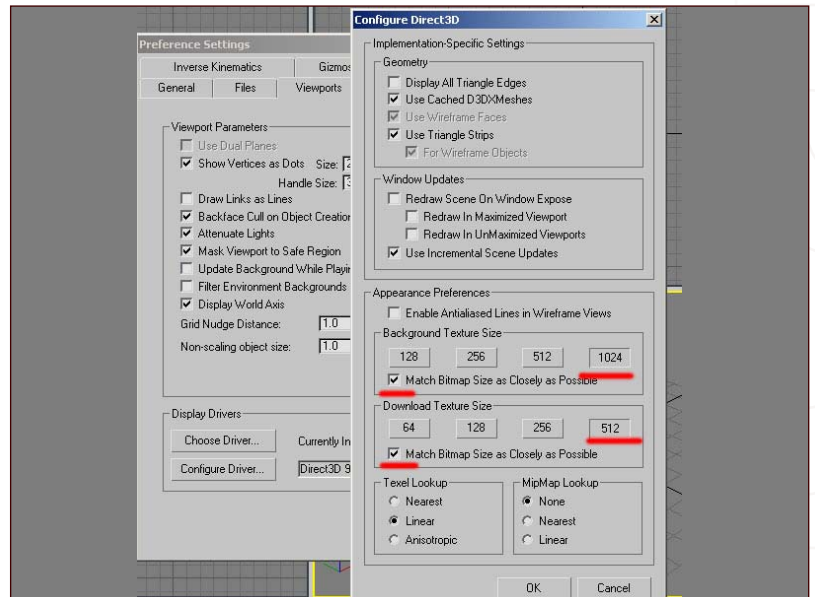 Preference Settings
Inverse Kinematics
General Files Viewports
Viewport Parameters
Use Dual Planes
Show Vertices as Dots Size:
Handle Size:
Draw Links as Lines
Backface Cull on Object Creation
Attenuate Lights
Mask Viewport to Safe Region
Update Background While
Filter Environment Backgrounds
Display World Axis
Grid Nudge Distance: 1.0
Non-scaling object size: 1.0
Display Drivers
Choose Driver... Currently
Configure Driver... Direct3D 9
Configure Direct3D
Implementation-Specific Settings
Geometry
Display All Triangle Edges
Use Cached D3DXMeshes
Use Wireframe Faces
Use Triangle Strips
For Wireframe Objects
Window Updates
Redraw Scene On Window Expose
Redraw In Maximized Viewport
Redraw In UnMaximized Viewports
Use Incremental Scene Updates
Appearance Preferences
Enable Antialiased Lines in Wireframe Views
Background Texture Size
128 256 512 1024
Match Bitmap Size as Closely as Possible
Download Texture Size
64 128 256 512
Match Bitmap Size as Closely as Possible
Texel Lookup
Nearest
Linear
Anisotropic
MipMap Lookup
None
Nearest
Linear
OK Cancel